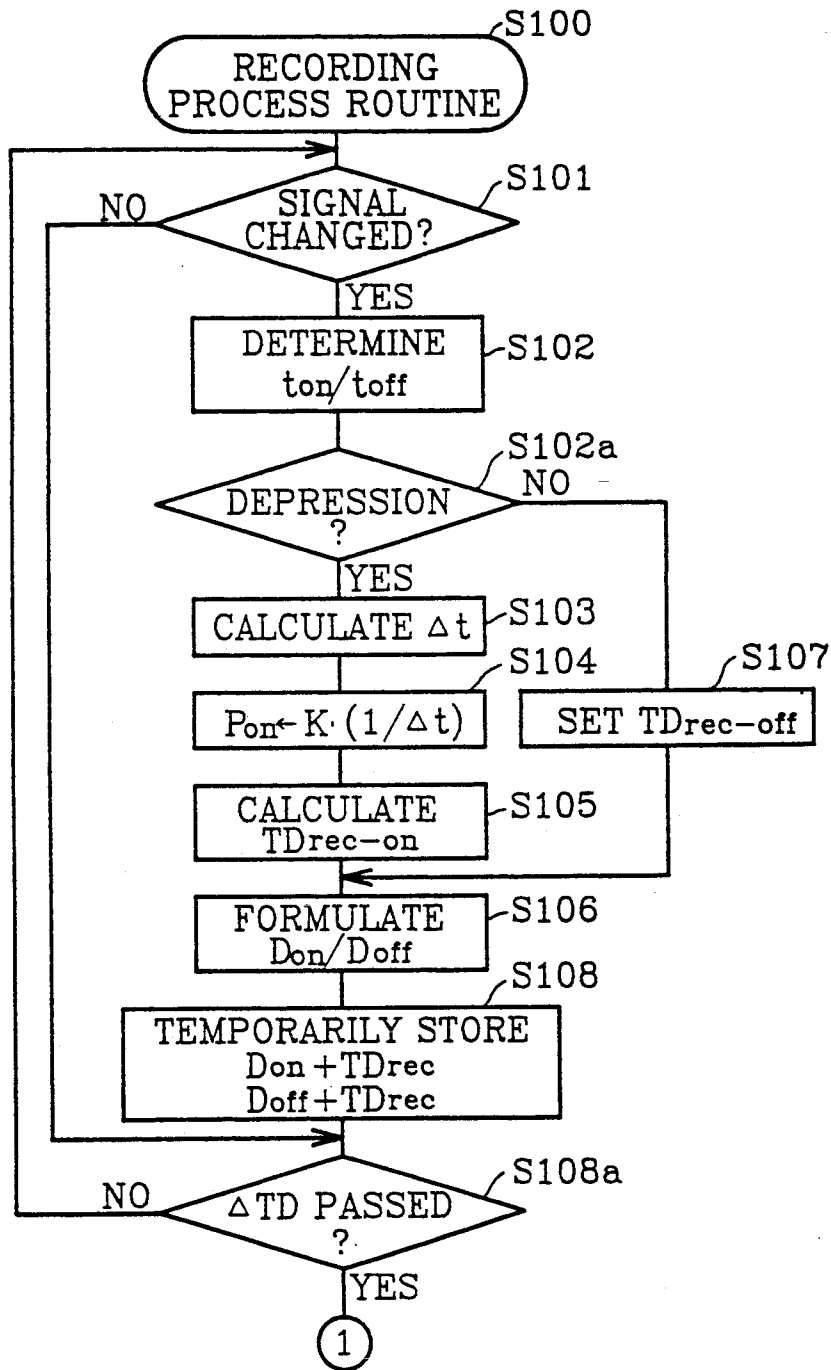 S100
RECORDING
PROCESS ROUTINE
S101
NO
SIGNAL
CHANGED?
YES
DETERMINE
ton/toff
S102
S102a
DEPRESSION
?
NO
YES
CALCULATE Δt
S103
S104
Pon←K·(1/Δt)
S107
SET TDrec-off
CALCULATE
TDrec-on
S105
FORMULATE
Don/Doff
S106
S108
TEMPORARILY STORE
Don+TDrec
Doff+TDrec
S108a
NO
ΔTD PASSED
?
YES
1